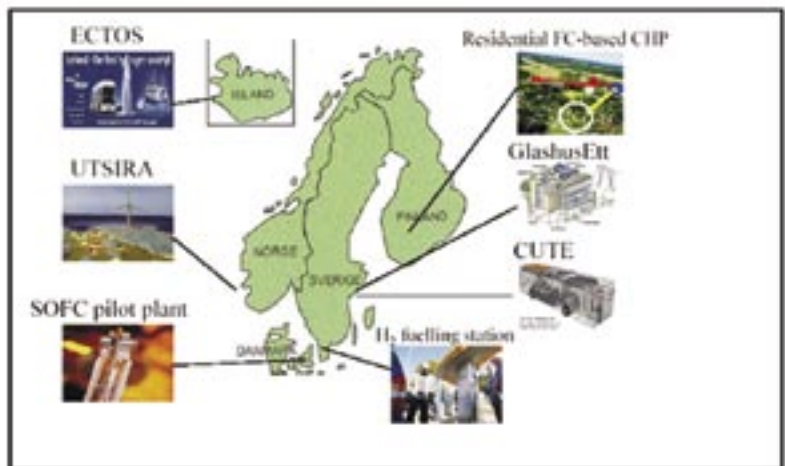 ECTOS
Residential FC-based CHP
ISLAND
GlashusEtt
UTSIRA
FINLAND
CUTE
NORGE
SVERIGE
SOFC pilot plant
H₂ fuelling station
DANMARK